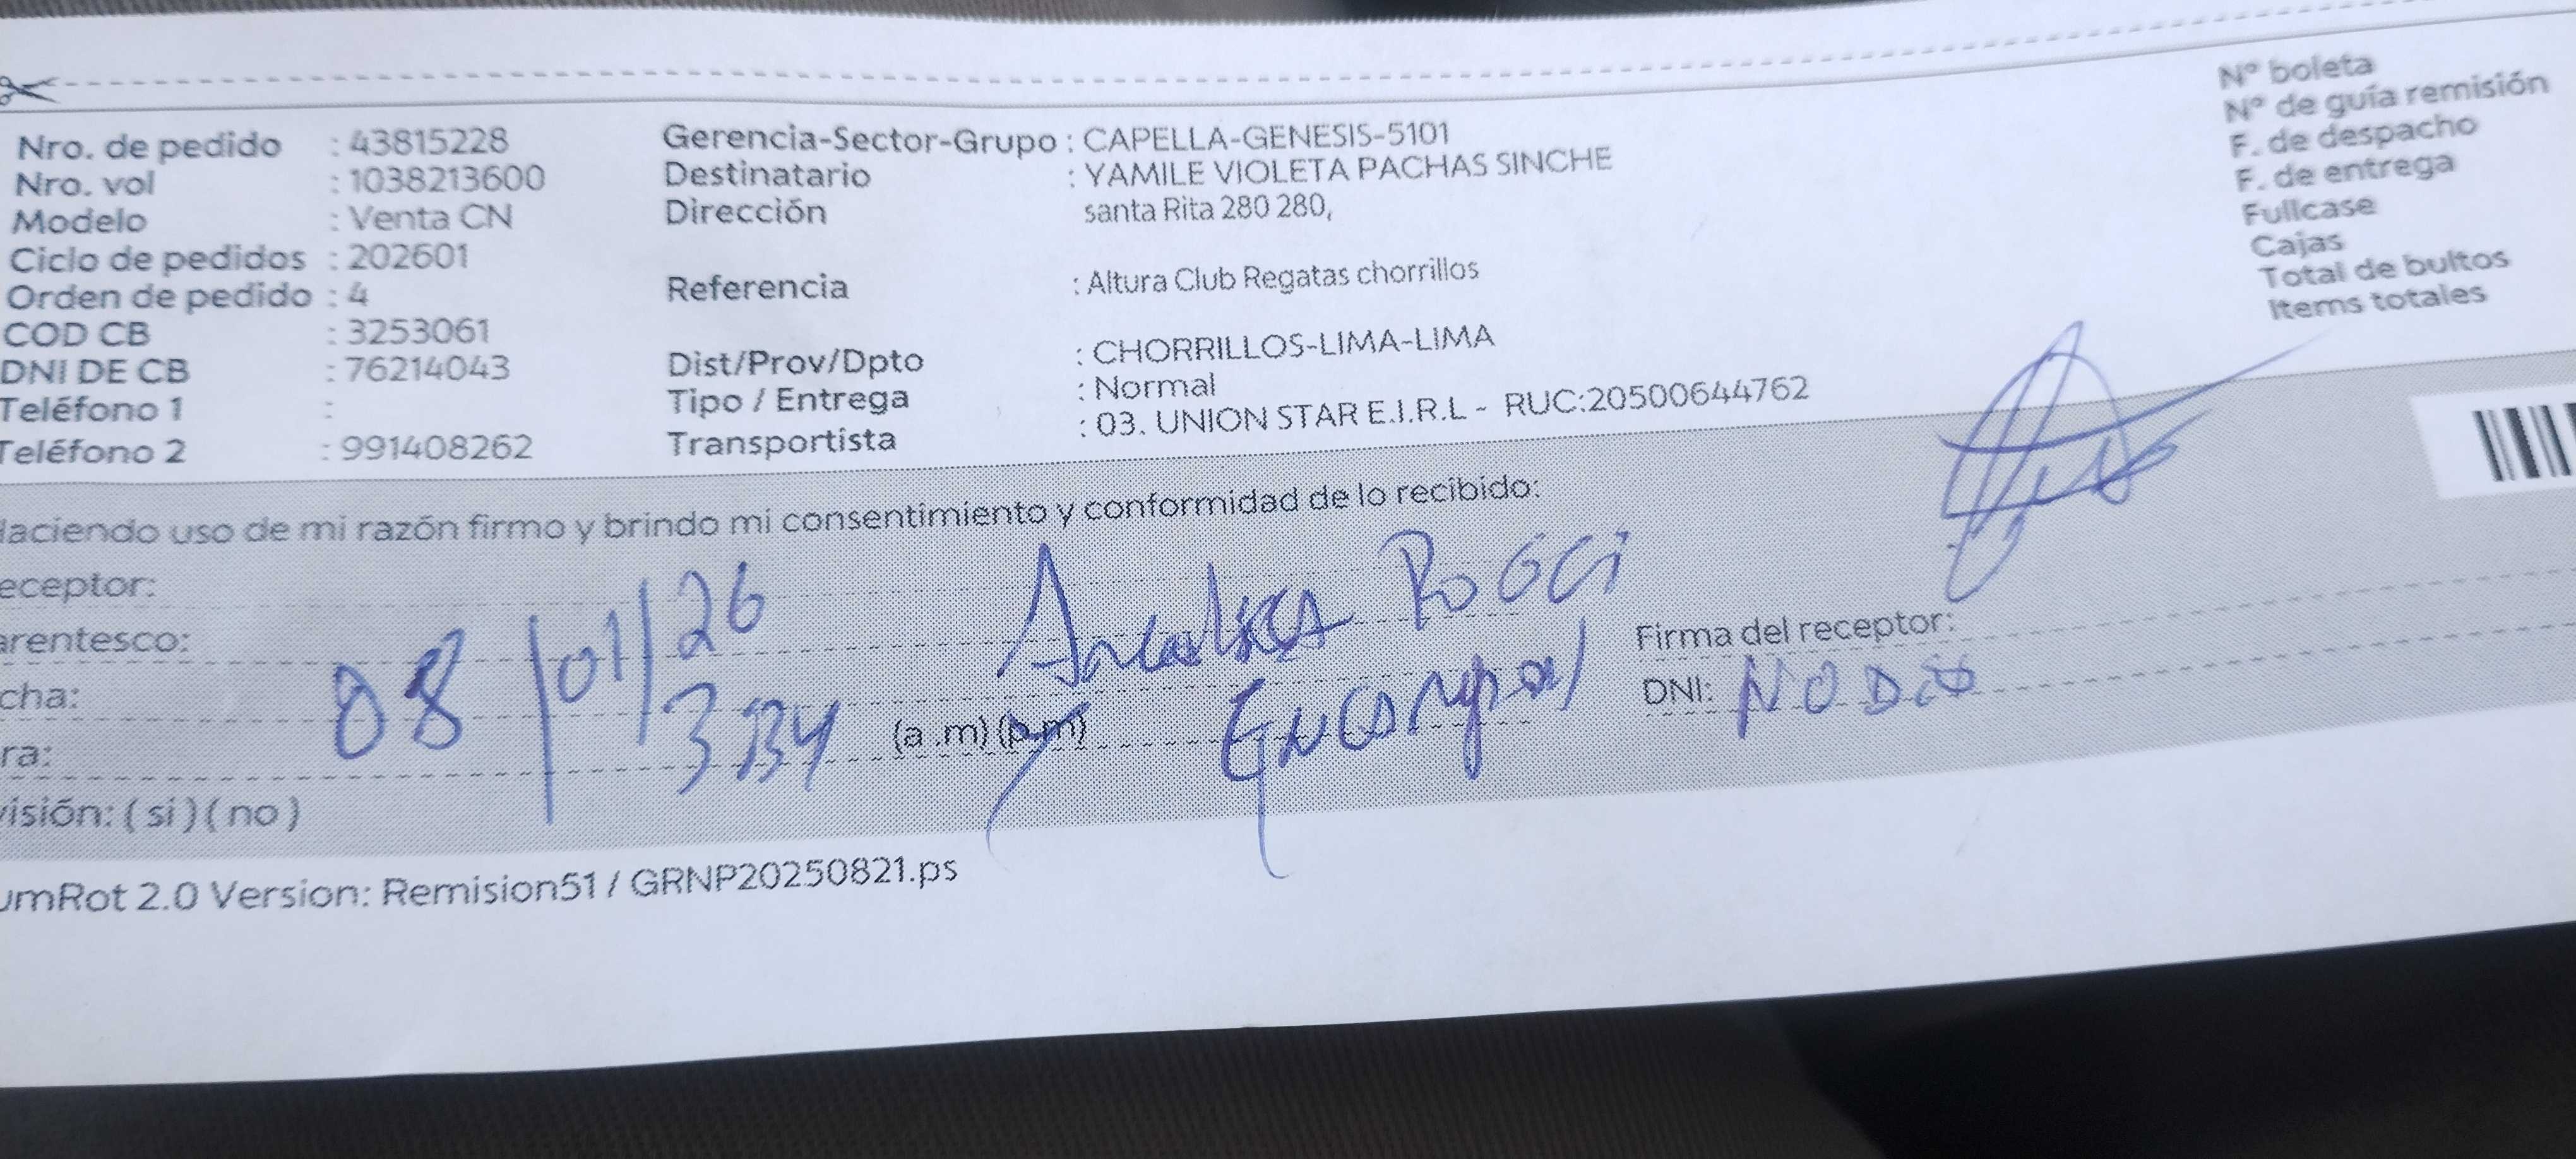 Nro. de pedido : 43815228
Nro. vol : 1038213600
Modelo : Venta CN
Ciclo de pedidos : 202601
Orden de pedido : 4
COD CB : 3253061
DNI DE CB : 76214043
Teléfono 1 :
Teléfono 2 : 991408262
Gerencia-Sector-Grupo : CAPELLA-GENESIS-5101
Destinatario : YAMILE VIOLETA PACHAS SINCHE
Dirección santa Rita 280 280,
Referencia : Altura Club Regatas chorrillos
Dist/Prov/Dpto : CHORRILLOS-LIMA-LIMA
Tipo / Entrega : Normal
Transportista : 03. UNION STAR E.I.R.L - RUC:20500644762
N° boleta
N° de guía remisión
F. de despacho
F. de entrega
Fullcase
Cajas
Total de bultos
Items totales
Haciendo uso de mi razón firmo y brindo mi consentimiento y conformidad de lo recibido:
eceptor:
arentesco:
cha: 08/01/26
ra: 3 (a .m) (p.m)
visión: ( si ) ( no )
Firma del receptor:
DNI: NO DIO
umRot 2.0 Version: Remision51 / GRNP20250821.ps